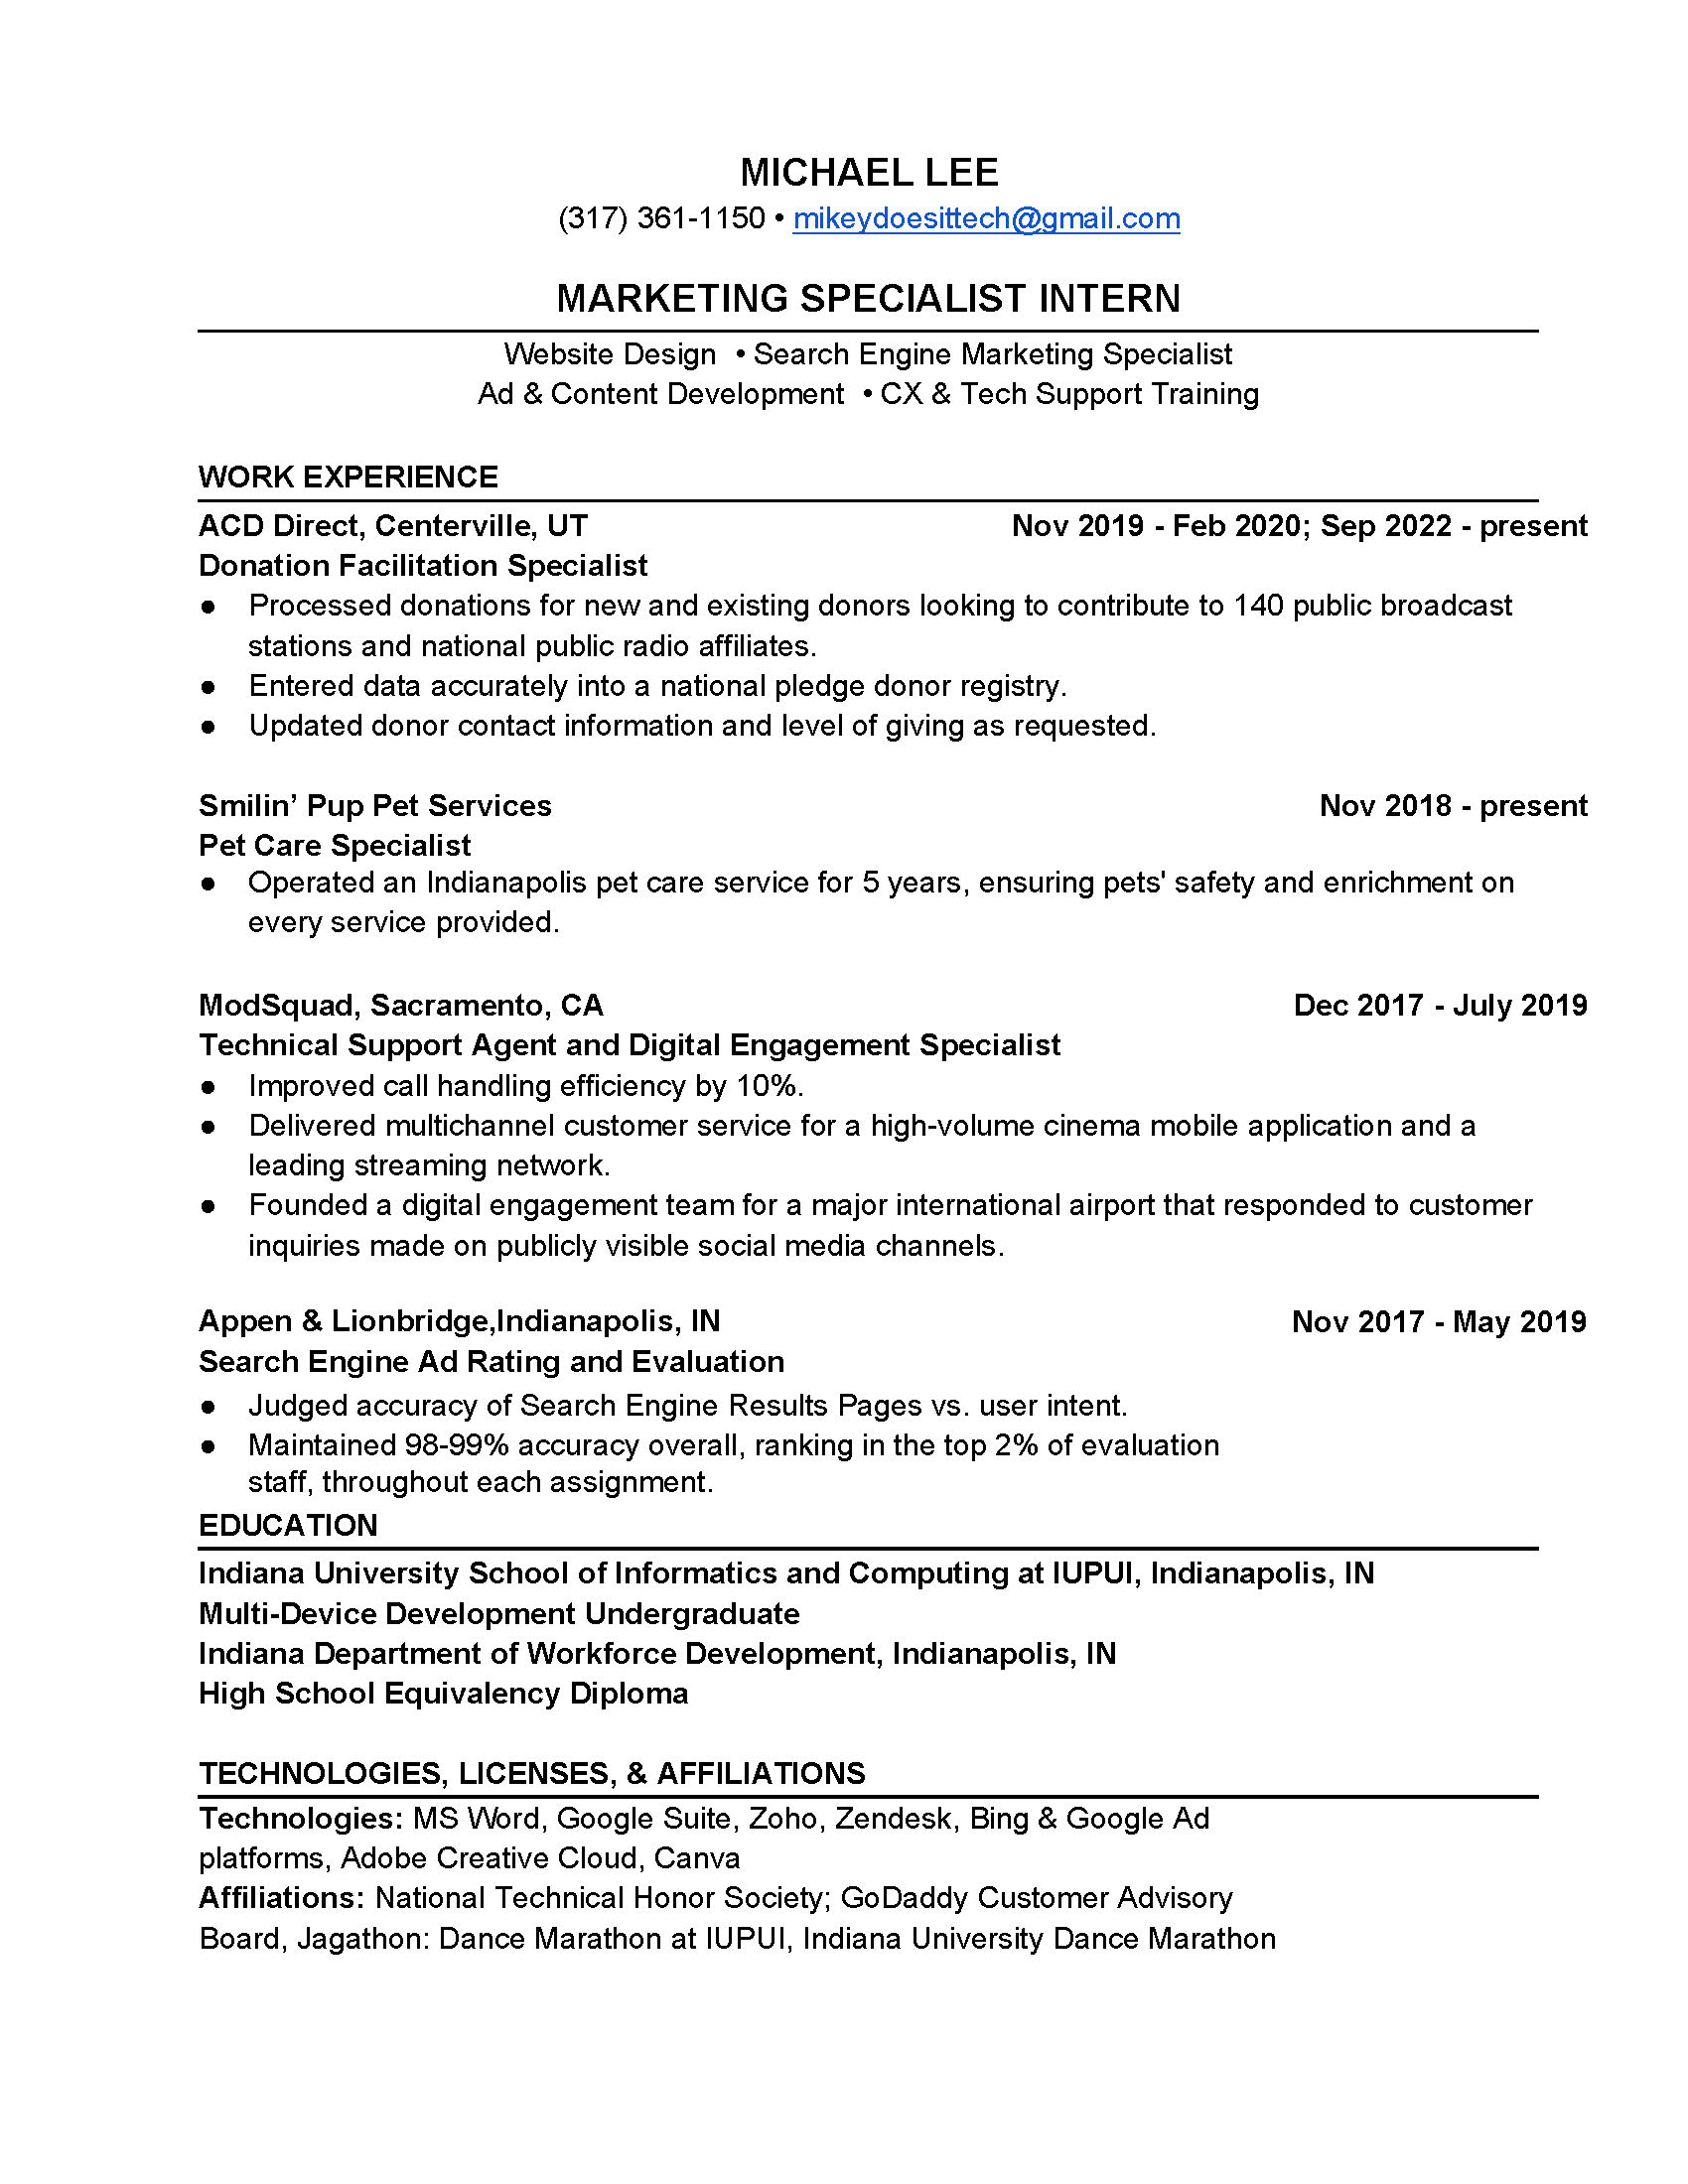 MICHAEL LEE
(317) 361-1150 • mikeydoesittech@gmail.com
MARKETING SPECIALIST INTERN
Website Design • Search Engine Marketing Specialist
Ad & Content Development • CX & Tech Support Training
WORK EXPERIENCE
ACD Direct, Centerville, UT Nov 2019 - Feb 2020; Sep 2022 - present
Donation Facilitation Specialist
● Processed donations for new and existing donors looking to contribute to 140 public broadcast
stations and national public radio affiliates.
● Entered data accurately into a national pledge donor registry.
● Updated donor contact information and level of giving as requested.
Smilin’ Pup Pet Services Nov 2018 - present
Pet Care Specialist
● Operated an Indianapolis pet care service for 5 years, ensuring pets' safety and enrichment on
every service provided.
ModSquad, Sacramento, CA Dec 2017 - July 2019
Technical Support Agent and Digital Engagement Specialist
● Improved call handling efficiency by 10%.
● Delivered multichannel customer service for a high-volume cinema mobile application and a
leading streaming network.
● Founded a digital engagement team for a major international airport that responded to customer
inquiries made on publicly visible social media channels.
Appen & Lionbridge,Indianapolis, IN Nov 2017 - May 2019
Search Engine Ad Rating and Evaluation
● Judged accuracy of Search Engine Results Pages vs. user intent.
● Maintained 98-99% accuracy overall, ranking in the top 2% of evaluation
staff, throughout each assignment.
EDUCATION
Indiana University School of Informatics and Computing at IUPUI, Indianapolis, IN
Multi-Device Development Undergraduate
Indiana Department of Workforce Development, Indianapolis, IN
High School Equivalency Diploma
TECHNOLOGIES, LICENSES, & AFFILIATIONS
Technologies: MS Word, Google Suite, Zoho, Zendesk, Bing & Google Ad
platforms, Adobe Creative Cloud, Canva
Affiliations: National Technical Honor Society; GoDaddy Customer Advisory
Board, Jagathon: Dance Marathon at IUPUI, Indiana University Dance Marathon